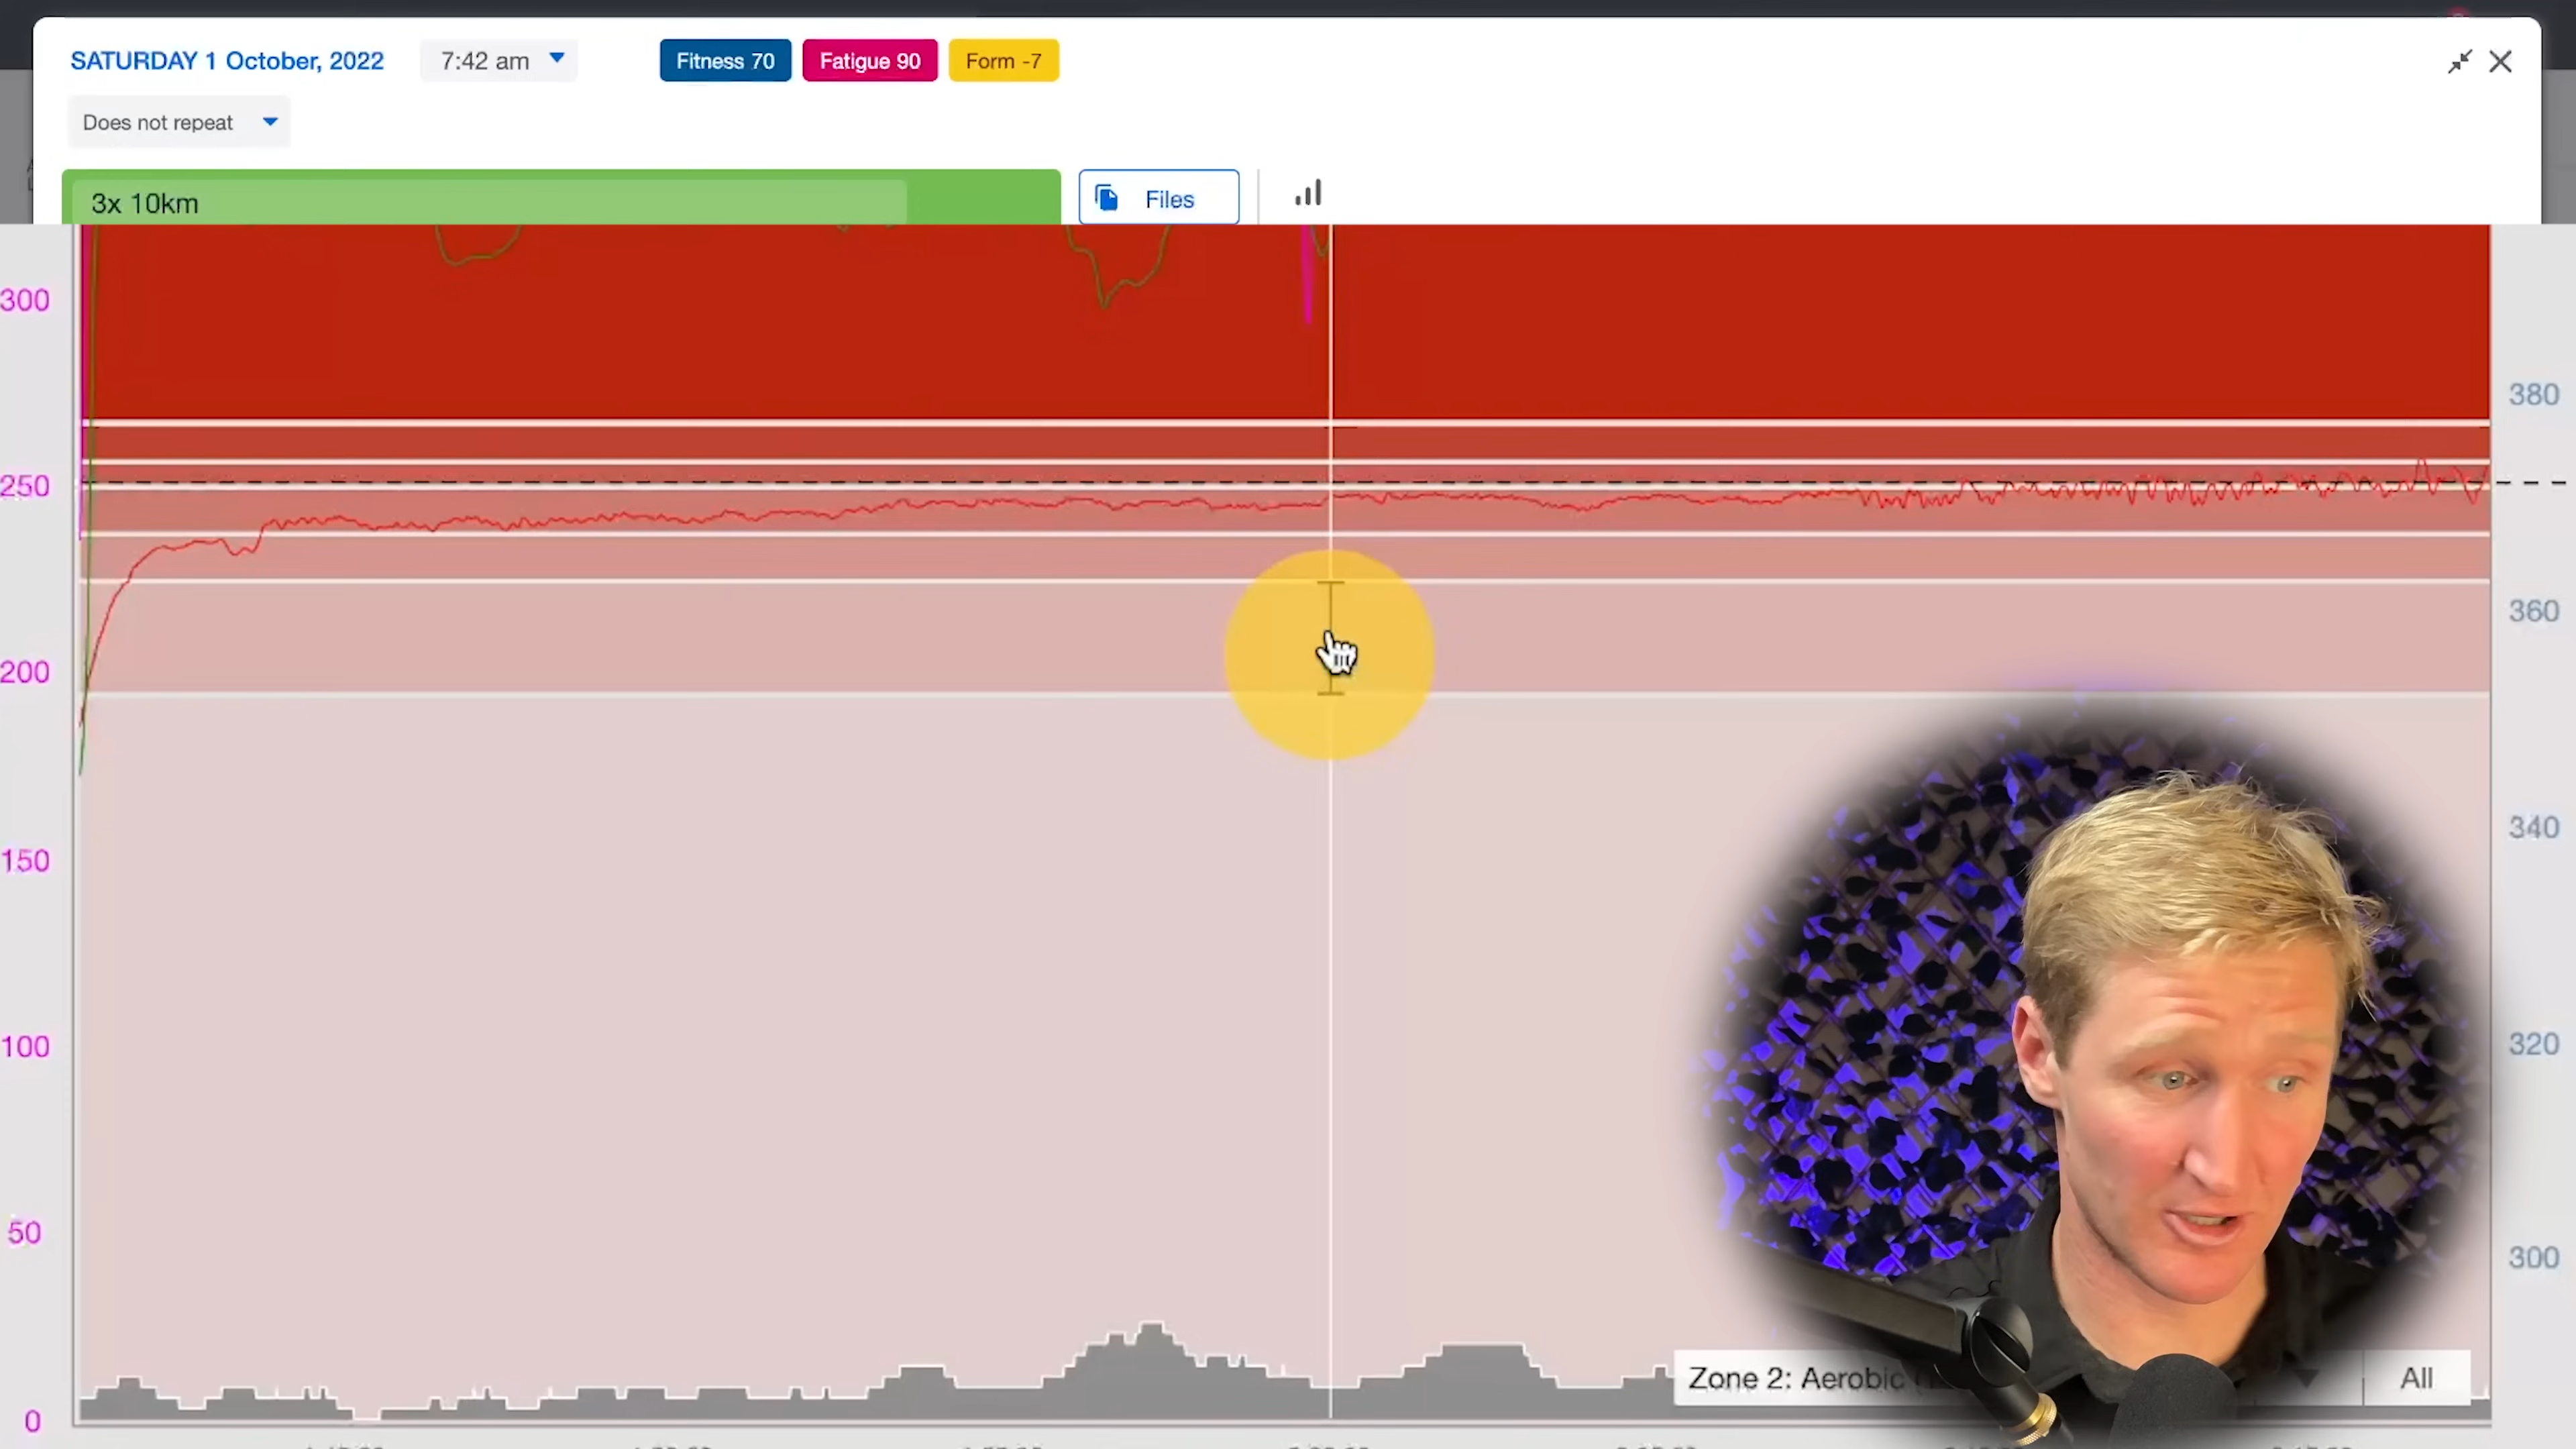 SATURDAY 1 October, 2022 7:42 am Fitness 70 Fatigue 90 Form -7
Does not repeat
3x 10km Files
300
380
250
360
200
340
150
100 320
50
300
Zone 2: Aerobic All
0